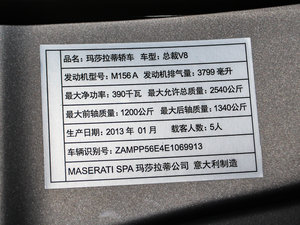 品名：玛莎拉蒂轿车 车型：总裁V8
发动机型号：M156 A 发动机排气量：3799 毫升
最大净功率：390千瓦 最大允许总质量：2540公斤
最大前轴质量：1200公斤 最大后轴质量：1340公斤
生产日期：2013 年 01 月 载客人数：5人
车辆识别号：ZAMPP56E4E1069913
MASERATI SPA 玛莎拉蒂公司 意大利制造